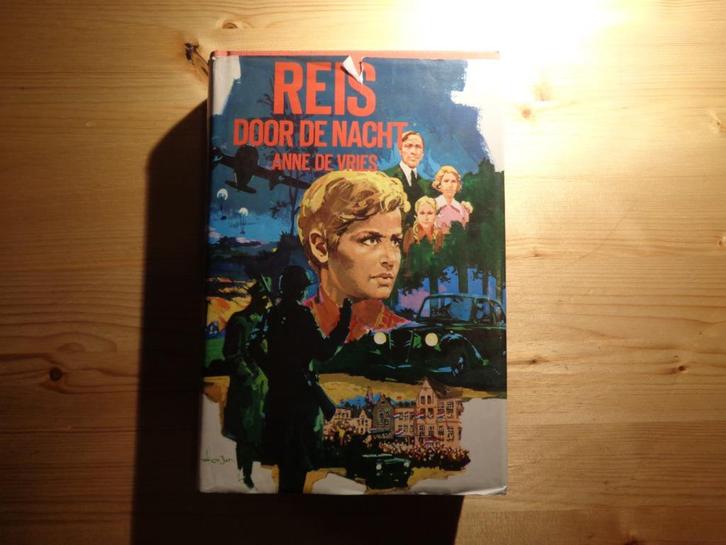 REIS
DOOR DE NACHT
ANNE DE VRIES